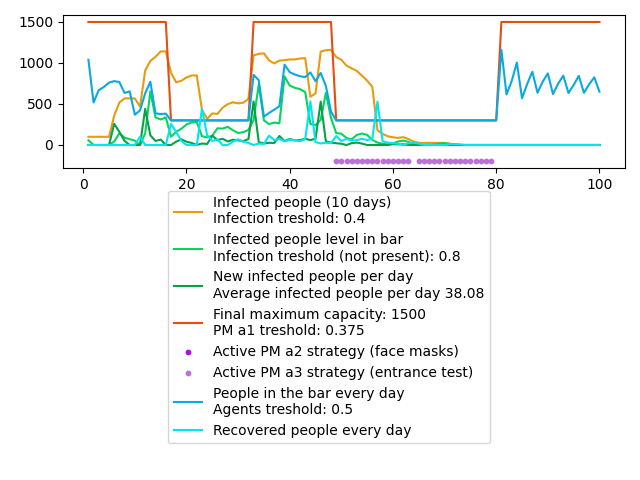 1500
1000
500
0
0
20
40
60
80
100
Infected people (10 days)
Infection treshold: 0.4
Infected people level in bar
Infection treshold (not present): 0.8
New infected people per day
Average infected people per day 38.08
Final maximum capacity: 1500
PM a1 treshold: 0.375
Active PM a2 strategy (face masks)
Active PM a3 strategy (entrance test)
People in the bar every day
Agents treshold: 0.5
Recovered people every day